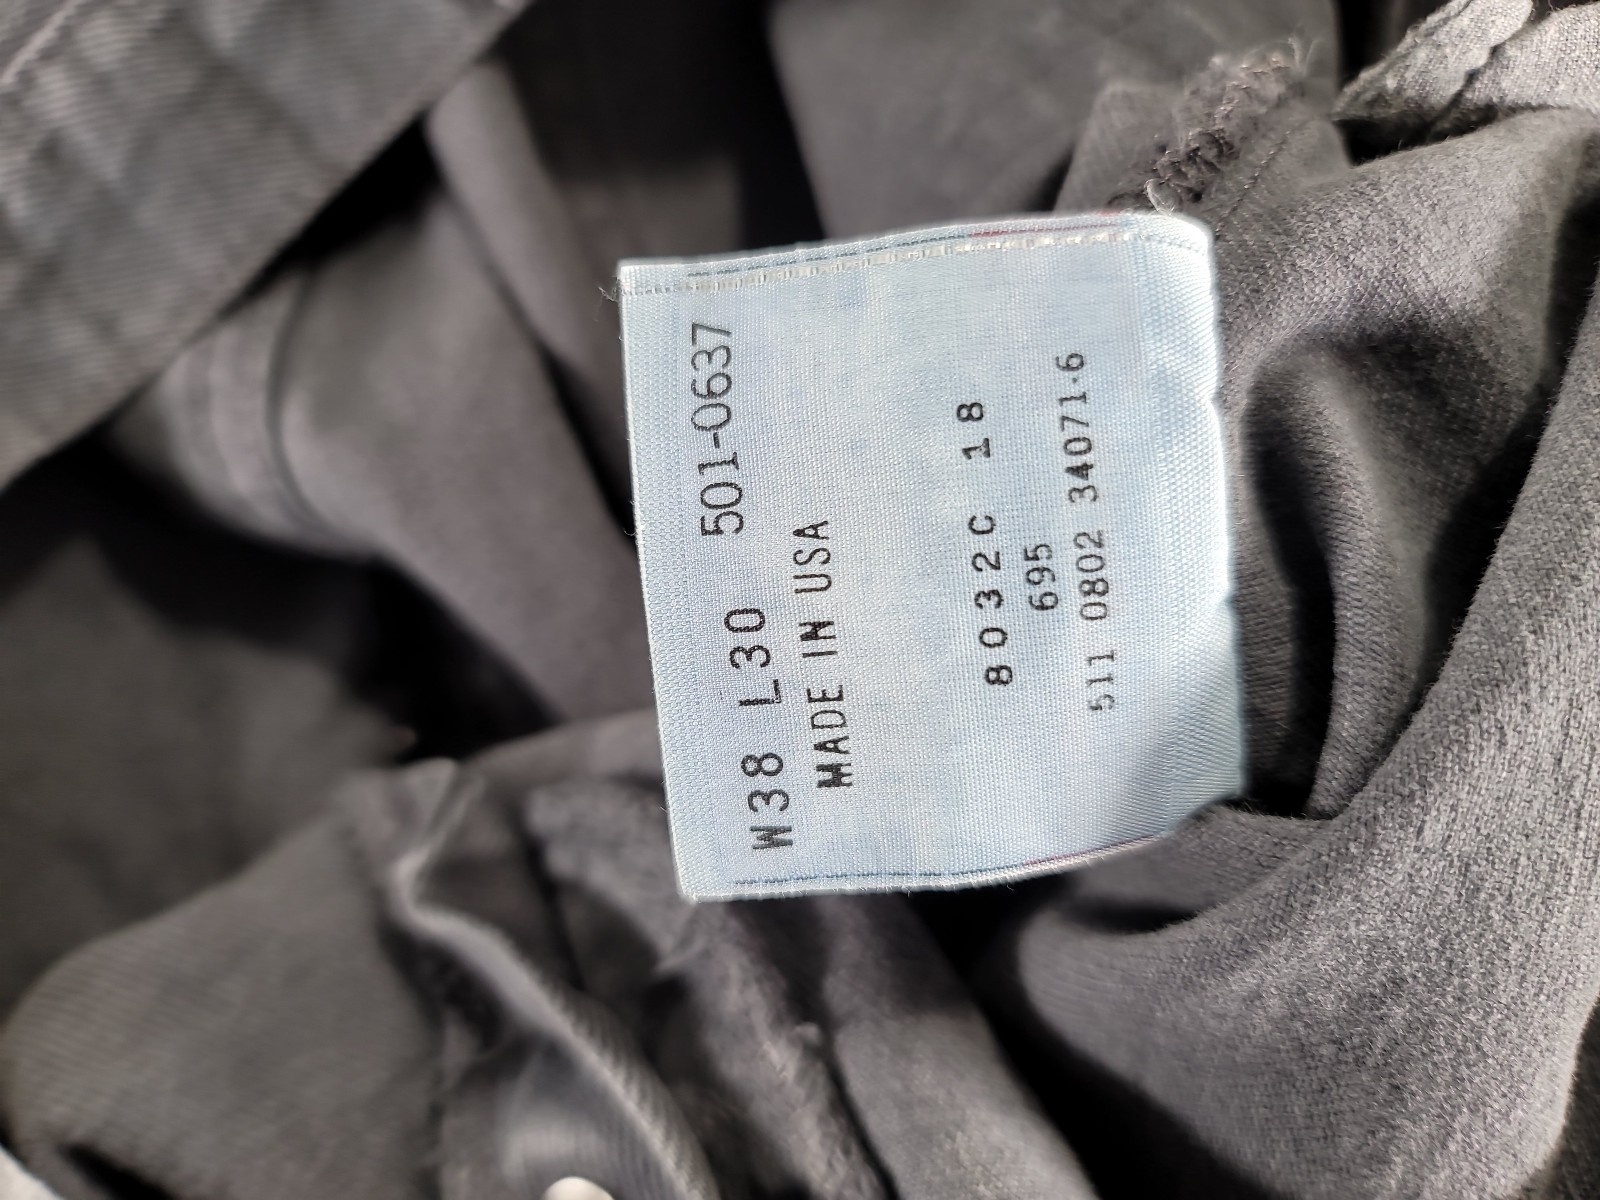 W38 L30 501-0637
MADE IN USA
8032C 18
695
511 0802 34071·6